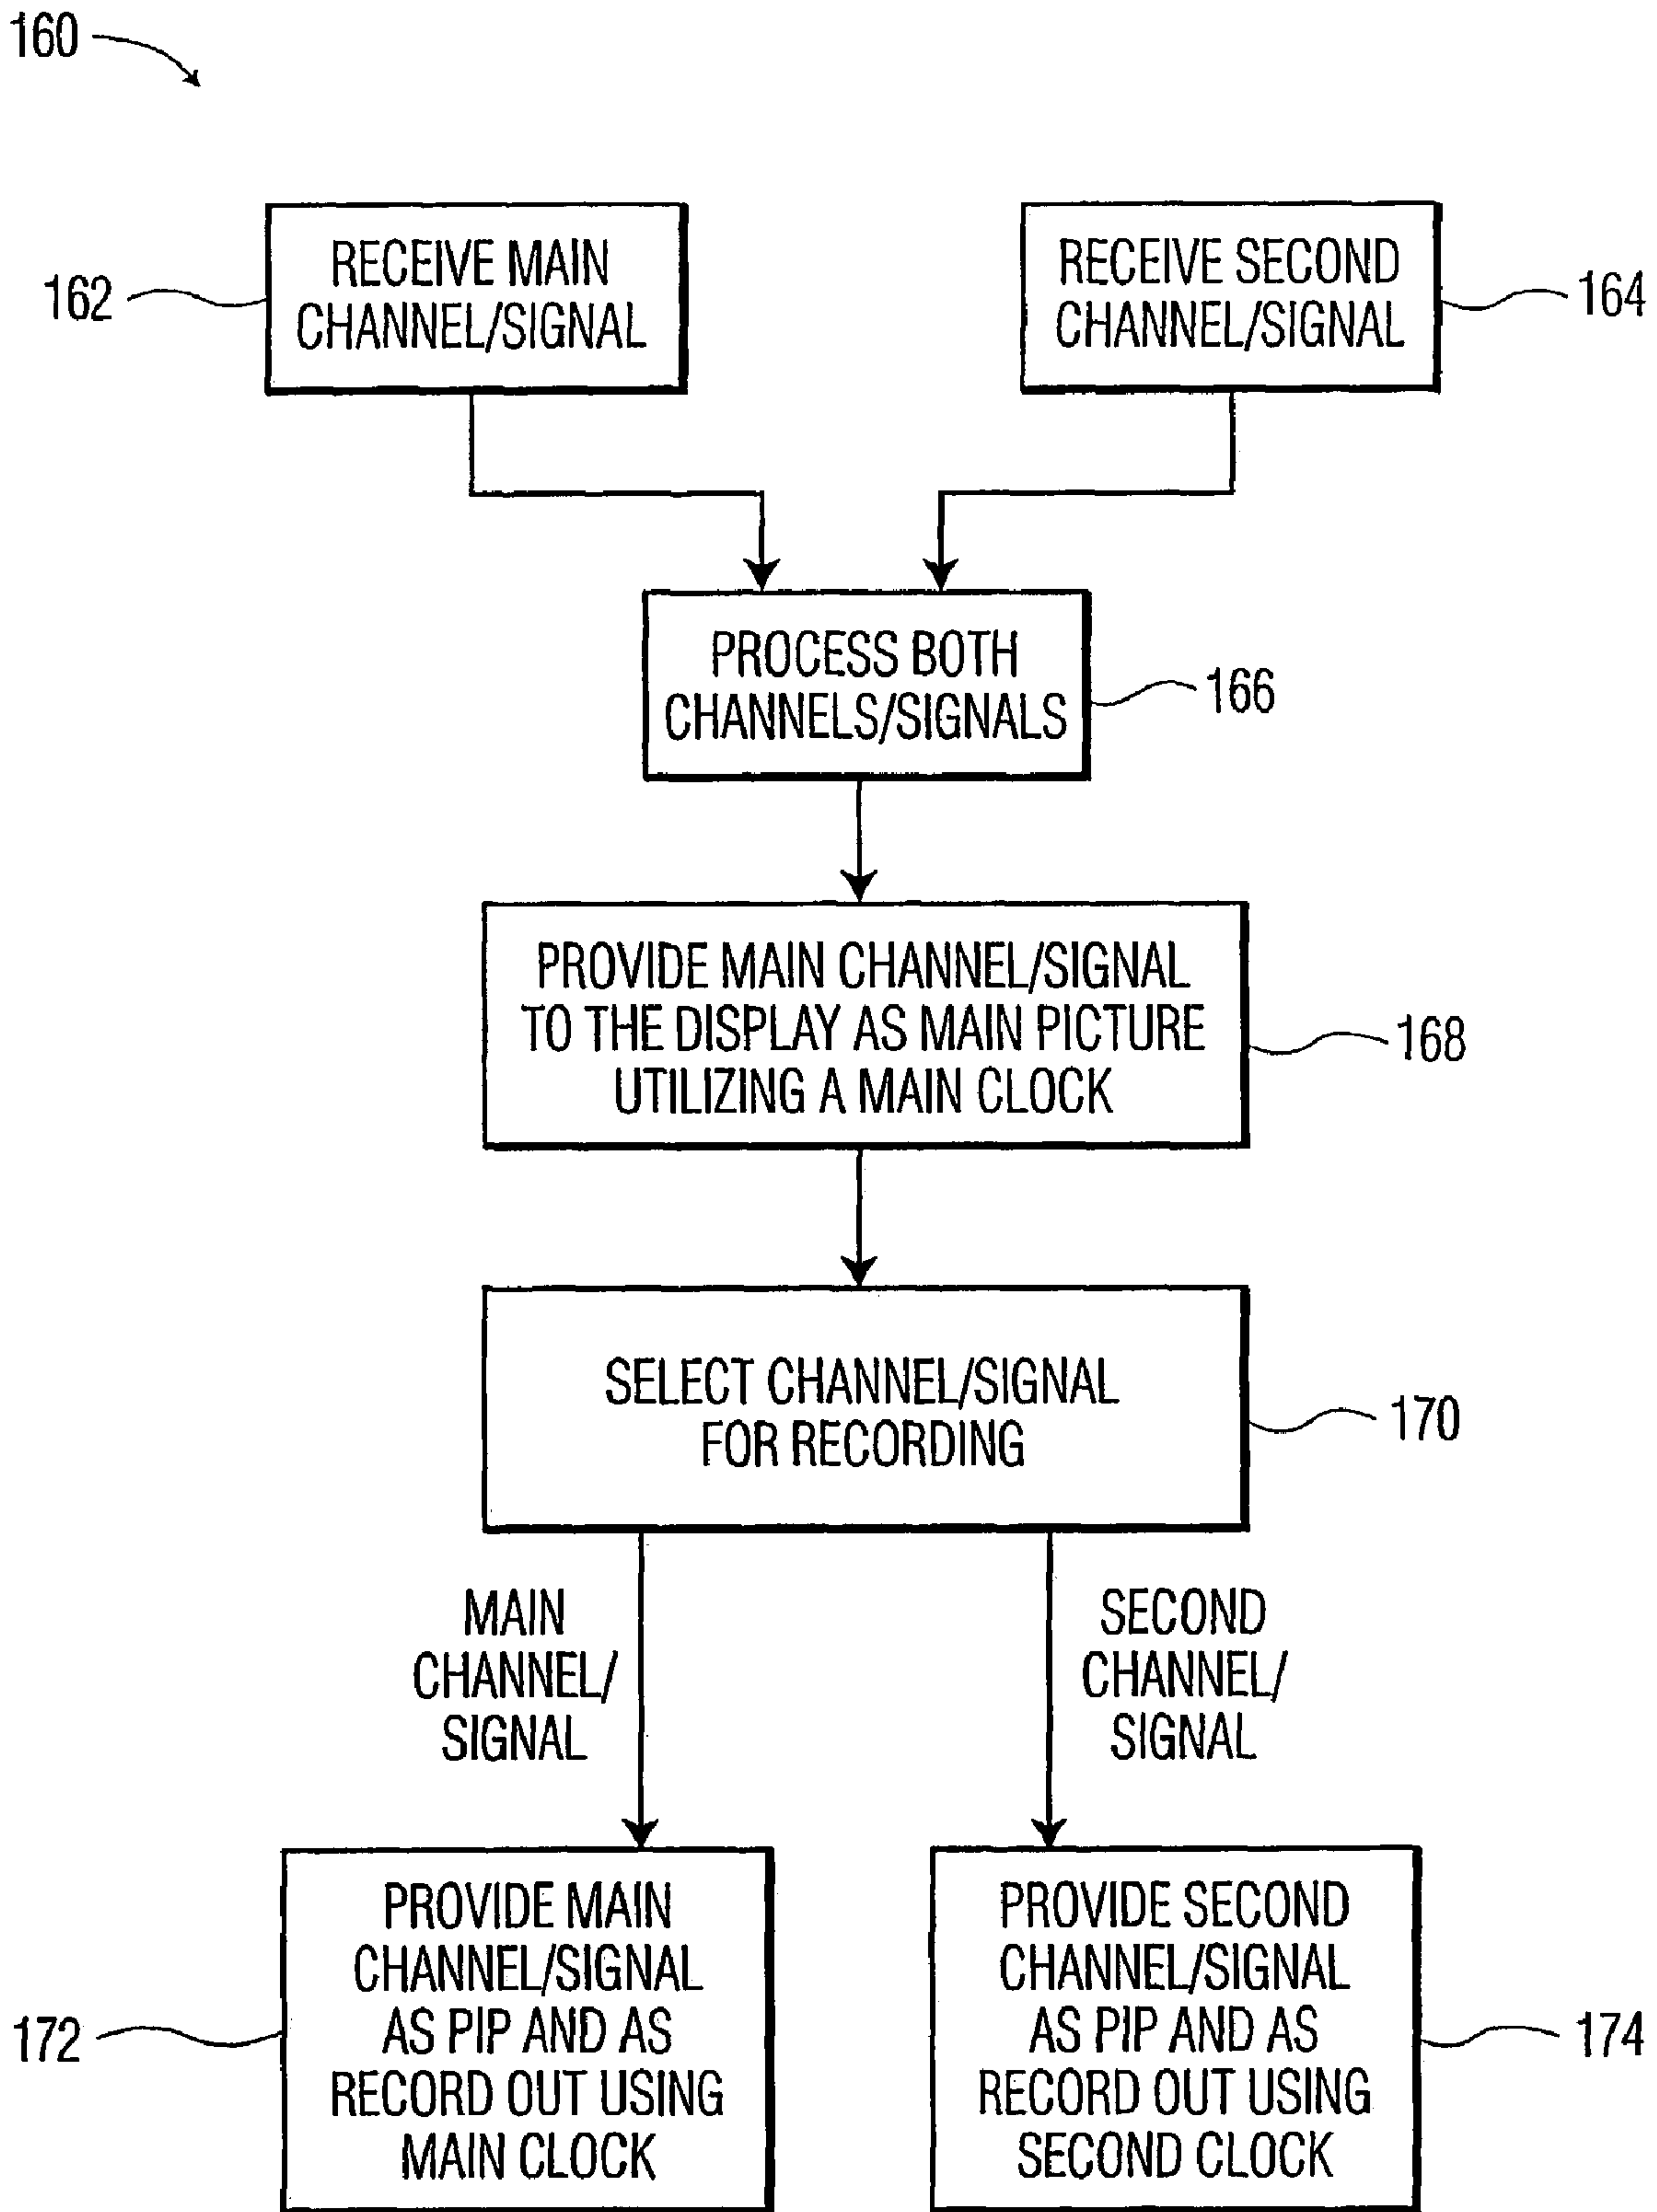 160
RECEIVE MAIN
CHANNEL/SIGNAL
162
RECEIVE SECOND
CHANNEL/SIGNAL
164
PROCESS BOTH
CHANNELS/SIGNALS
166
PROVIDE MAIN CHANNEL/SIGNAL
TO THE DISPLAY AS MAIN PICTURE
UTILIZING A MAIN CLOCK
168
SELECT CHANNEL/SIGNAL
FOR RECORDING
170
MAIN
CHANNEL/
SIGNAL
SECOND
CHANNEL/
SIGNAL
PROVIDE MAIN
CHANNEL/SIGNAL
AS PIP AND AS
RECORD OUT USING
MAIN CLOCK
172
PROVIDE SECOND
CHANNEL/SIGNAL
AS PIP AND AS
RECORD OUT USING
SECOND CLOCK
174